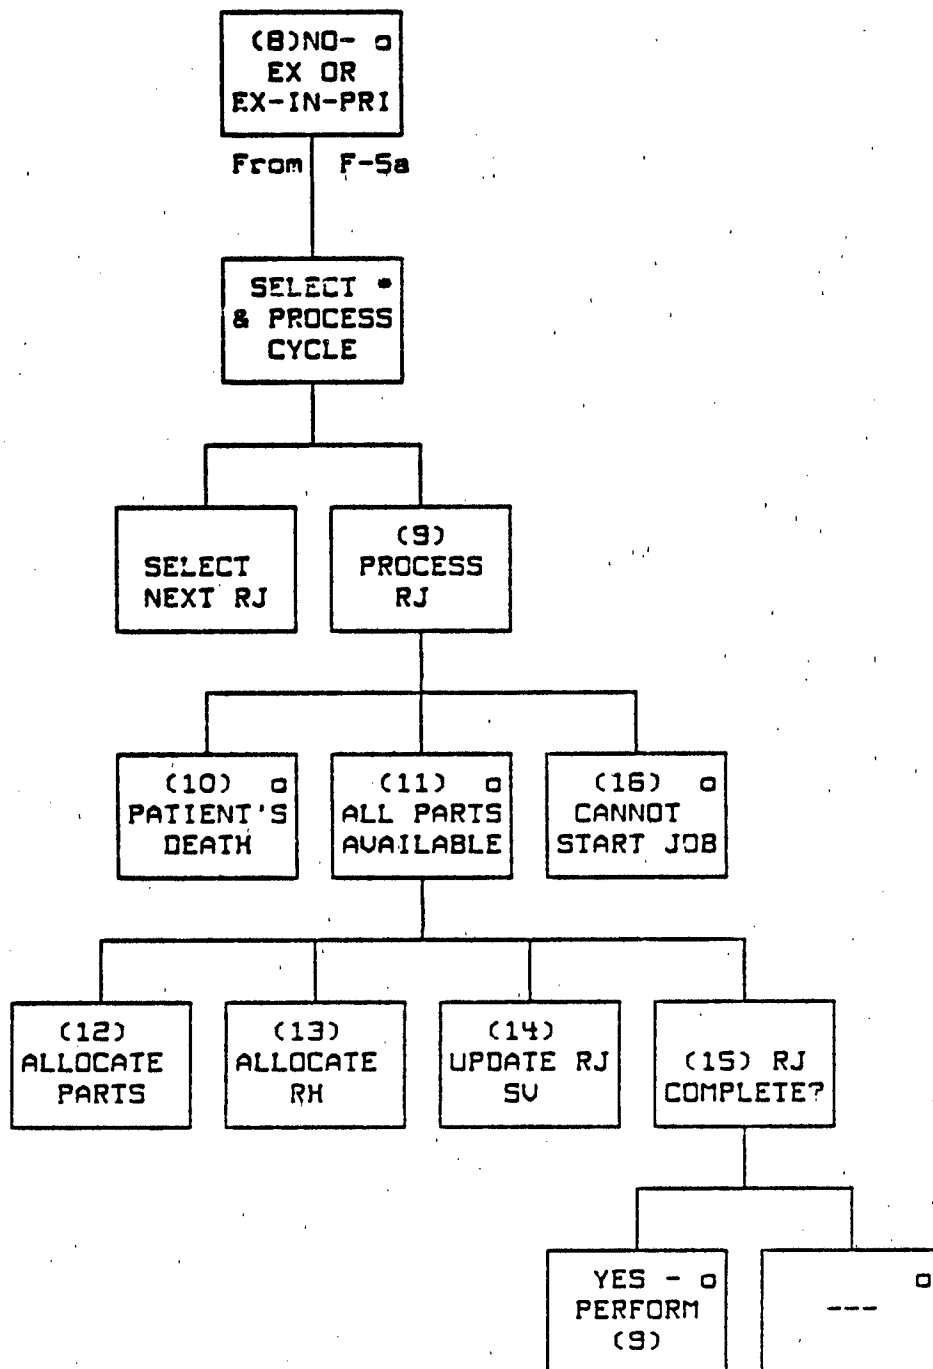 (8)NO- o
EX OR
EX-IN-PRI
From F-5a
SELECT *
& PROCESS
CYCLE
SELECT
NEXT RJ
(9)
PROCESS
RJ
(10) o
PATIENT'S
DEATH
(11) o
ALL PARTS
AVAILABLE
(16) o
CANNOT
START JOB
(12)
ALLOCATE
PARTS
(13)
ALLOCATE
RH
(14)
UPDATE RJ
SV
(15) RJ
COMPLETE?
YES - o
PERFORM
(9)
o
---